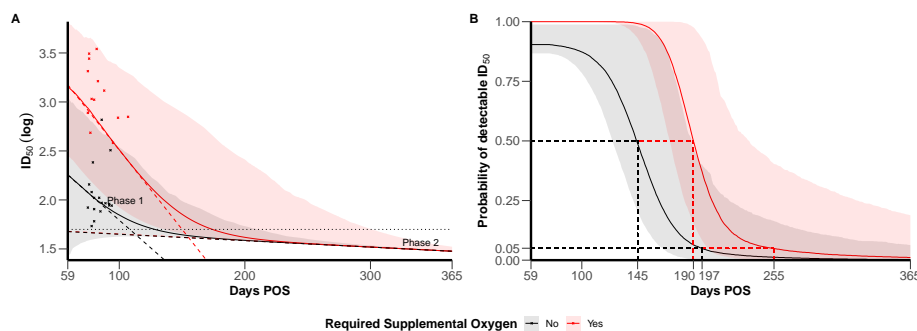 A
ID50 (log)
3.5
3.0
2.5
2.0
1.5
Phase 1
Phase 2
59 100 200 300 365
Days POS
B
Probability of detectable ID50
1.00
0.75
0.50
0.25
0.05
0.00
59 100 145 190 197 255 365
Days POS
Required Supplemental Oxygen No Yes